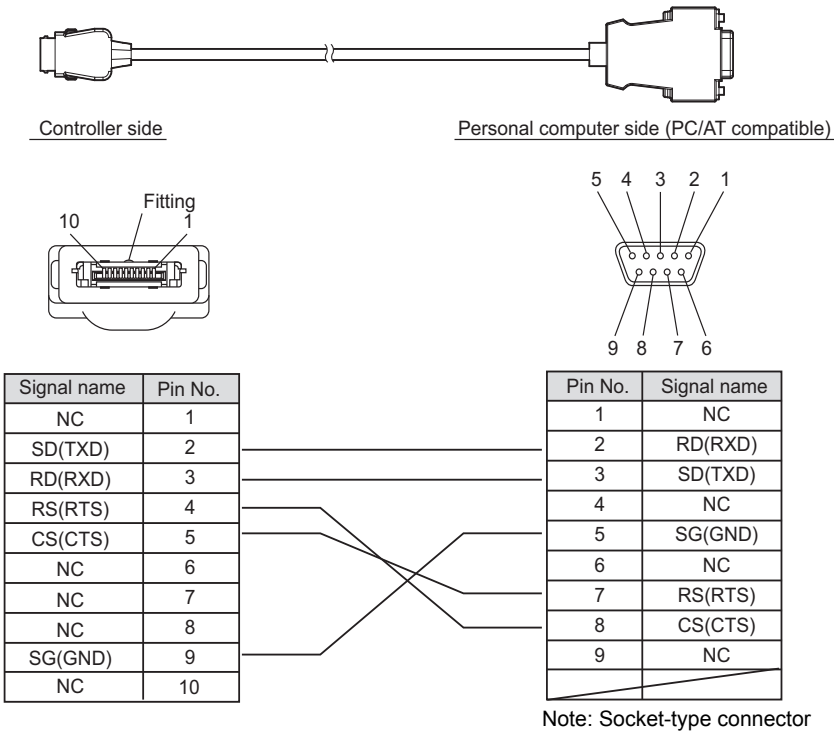 Controller side
Personal computer side (PC/AT compatible)
Fitting
10 1
5 4 3 2 1
9 8 7 6
Signal name Pin No.
NC 1
SD(TXD) 2
RD(RXD) 3
RS(RTS) 4
CS(CTS) 5
NC 6
NC 7
NC 8
SG(GND) 9
NC 10
Pin No. Signal name
1 NC
2 RD(RXD)
3 SD(TXD)
4 NC
5 SG(GND)
6 NC
7 RS(RTS)
8 CS(CTS)
9 NC
Note: Socket-type connector